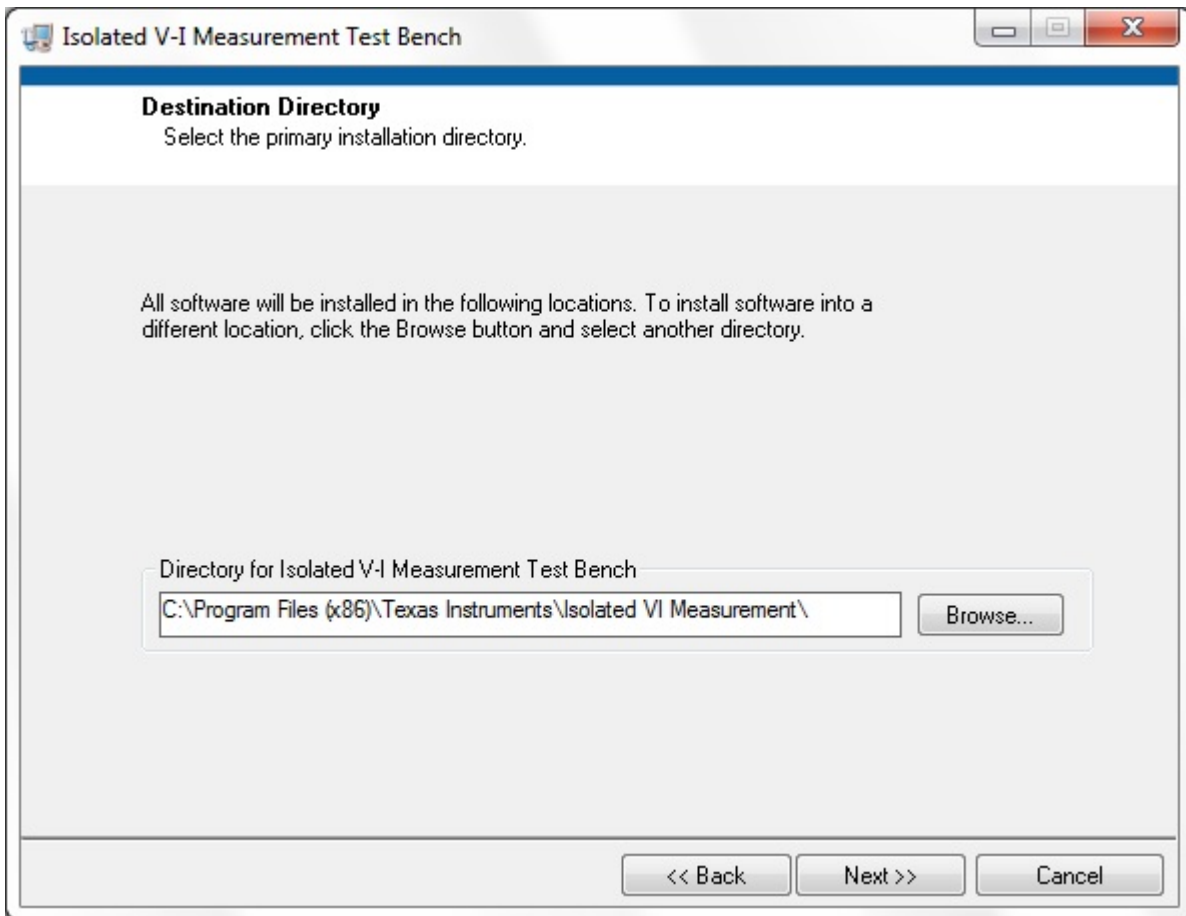 Isolated V-I Measurement Test Bench
Destination Directory
Select the primary installation directory.
All software will be installed in the following locations. To install software into a
different location, click the Browse button and select another directory.
Directory for Isolated V-I Measurement Test Bench
C:\Program Files (x86)\Texas Instruments\Isolated VI Measurement\
Browse...
<< Back
Next >>
Cancel